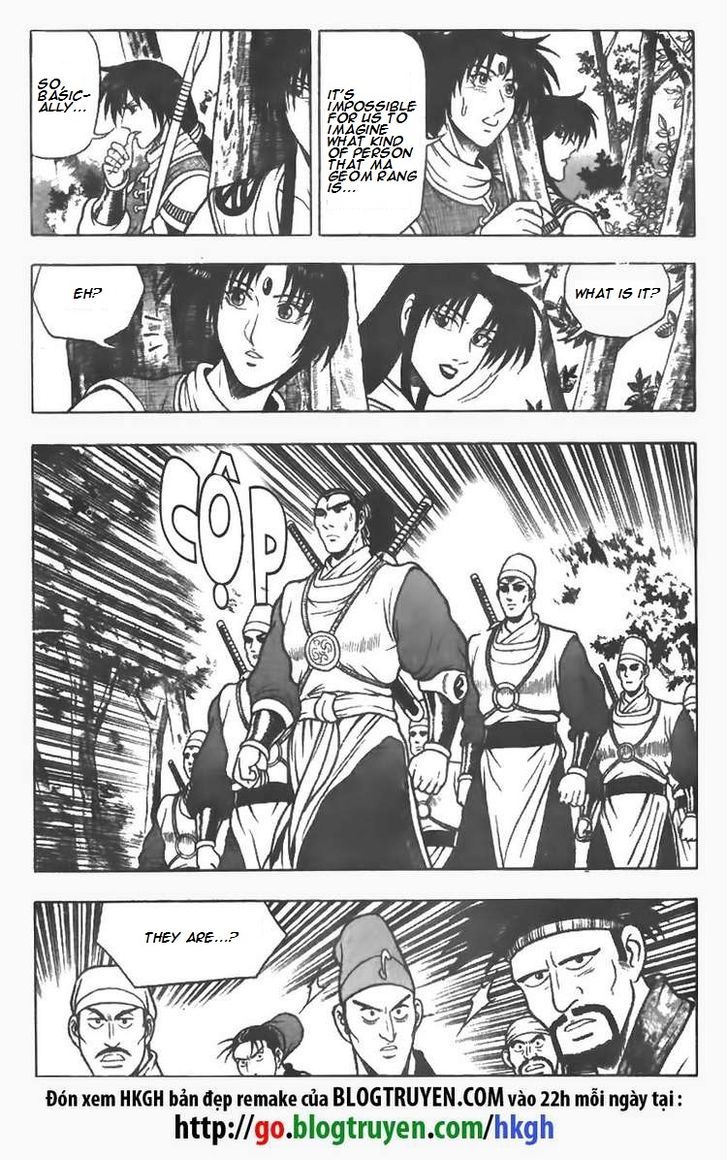 SO,
BASIC-
ALLY...
IT'S
IMPOSSIBLE
FOR US TO
IMAGINE
WHAT KIND
OF PERSON
THAT MA
GEOM RANG
IS...
EH?
WHAT IS IT?
CỘP
THEY ARE...?
Đón xem HKGH bản đẹp remake của BLOGTRUYEN.COM vào 22h mỗi ngày tại :
http://go.blogtruyen.com/hkgh